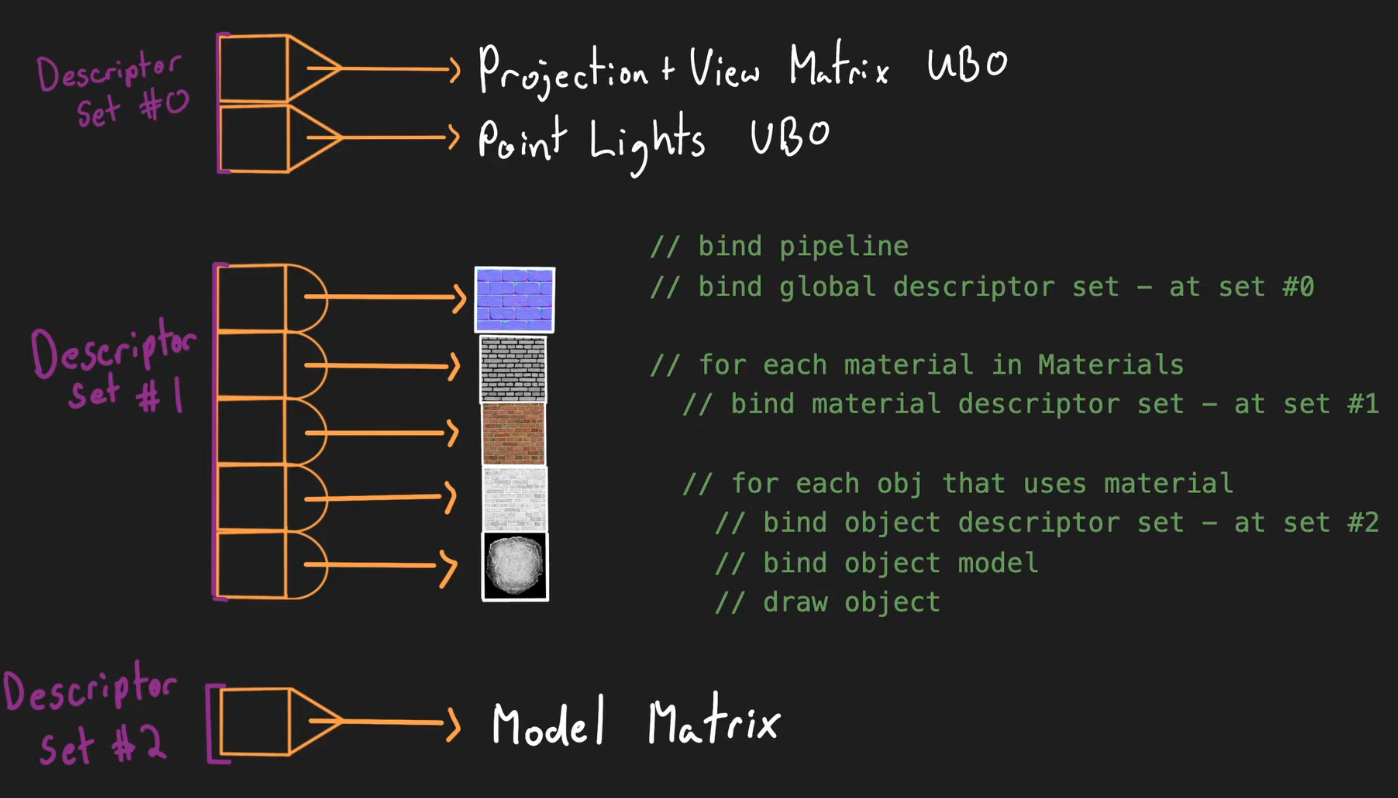 Descriptor
Set #0
Projection + View Matrix UBO
Point Lights UBO
Descriptor
Set #1
// bind pipeline
// bind global descriptor set - at set #0
// for each material in Materials
// bind material descriptor set - at set #1
// for each obj that uses material
// bind object descriptor set - at set #2
// bind object model
// draw object
Descriptor
Set #2
Model Matrix